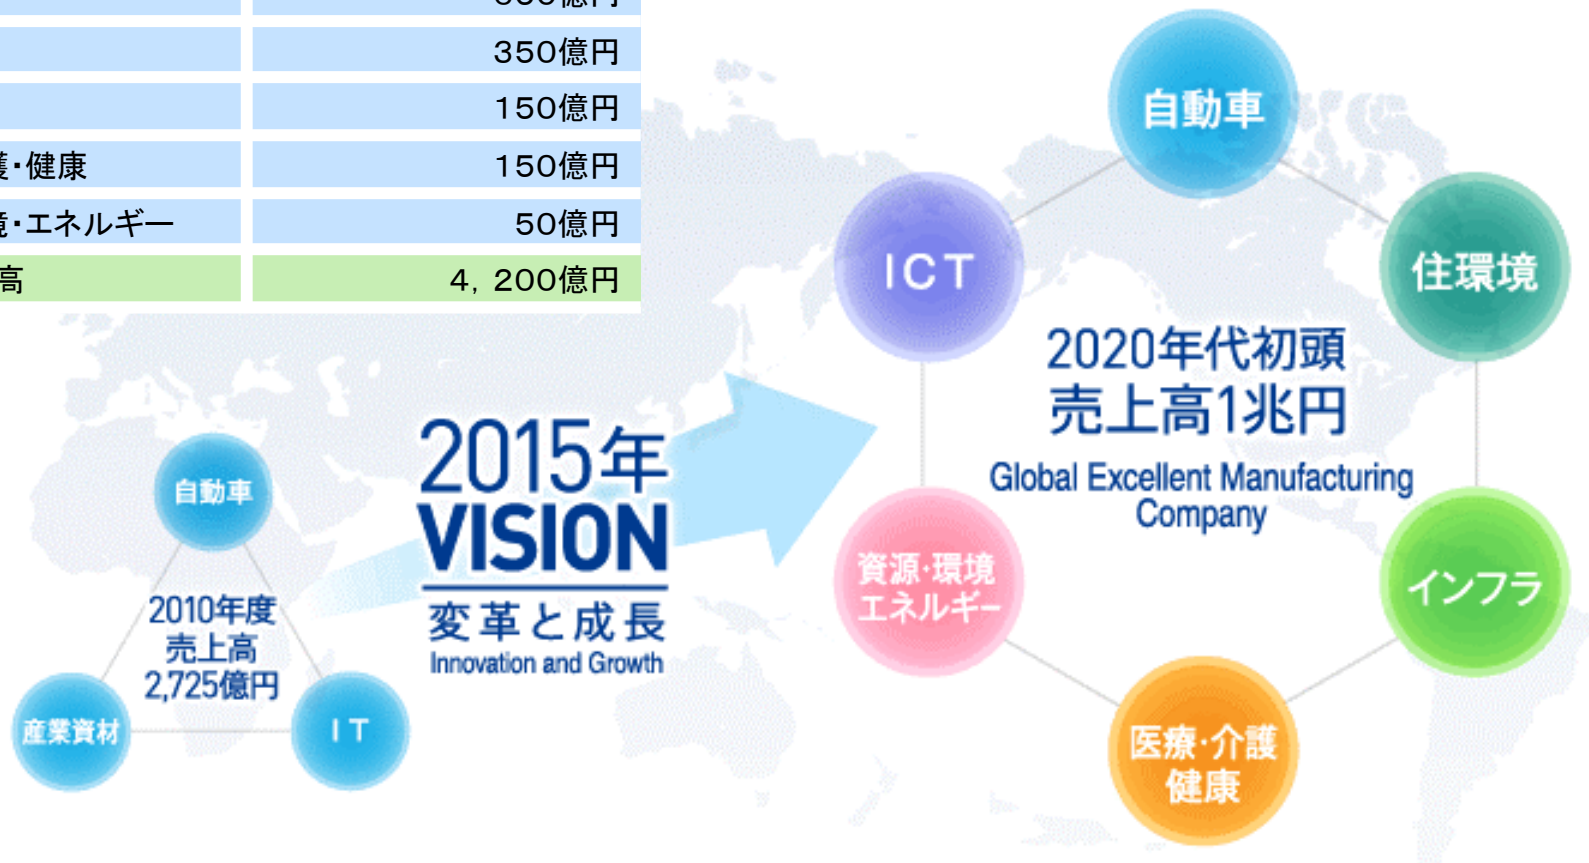 350億円
150億円
・健康 150億円
・エネルギー 50億円
高 4，200億円
自動車
ICT
住環境
2020年代初頭
売上高1兆円
Global Excellent Manufacturing
Company
資源・環境
エネルギー
インフラ
医療・介護
健康
2015年
VISION
変革と成長
Innovation and Growth
自動車
2010年度
売上高
2,725億円
産業資材
IT